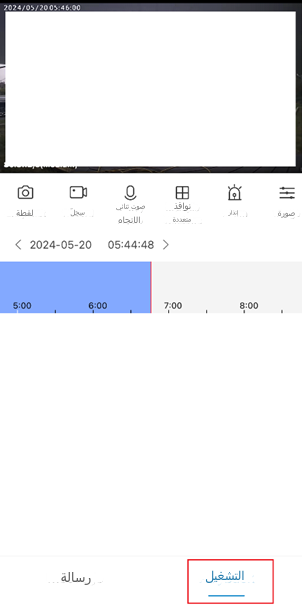 2024/05/20 05:46:00
لقطة
سجل
صوت ثنائي
الاتجاه
نوافذ
متعددة
إنذار
صورة
2024-05-20 05:44:48
5:00 6:00 7:00 8:00
رسالة
التشغيل